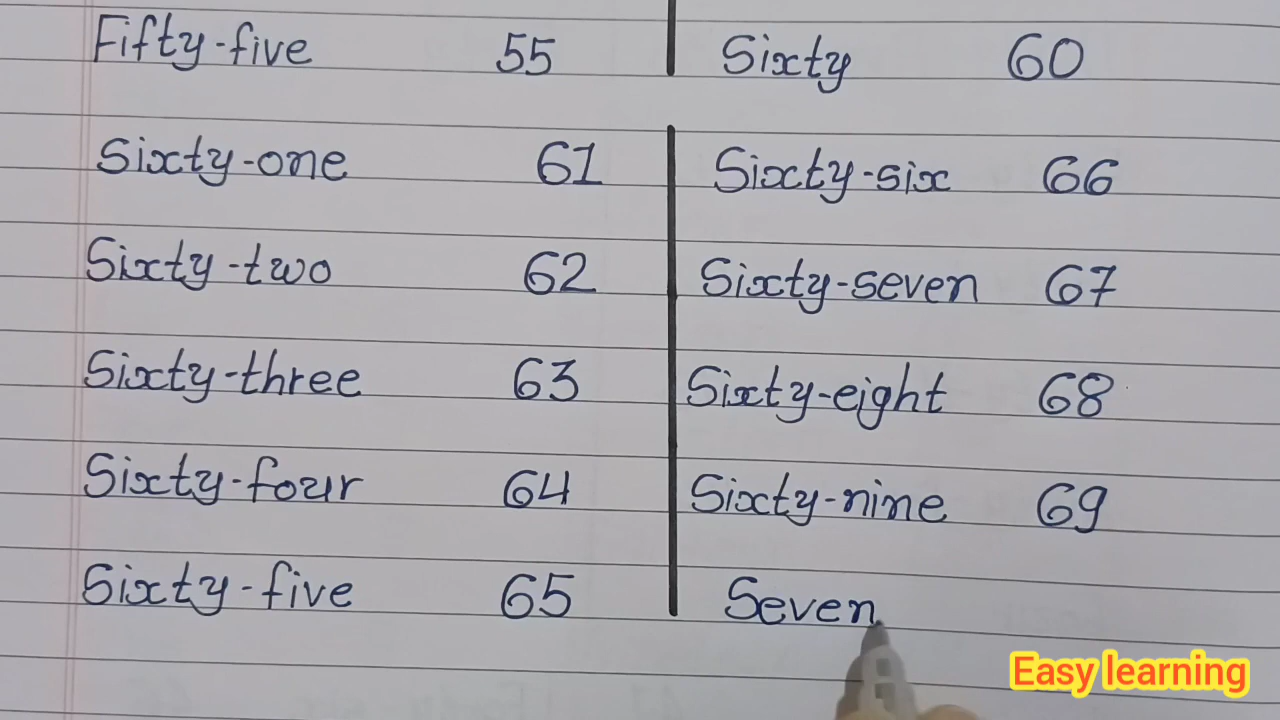 Fifty-five 55 Sixty 60
Sixty-one 61 Sixty-six 66
Sixty-two 62 Sixty-seven 67
Sixty-three 63 Sixty-eight 68
Sixty-four 64 Sixty-nine 69
Sixty-five 65 Seven
Easy learning